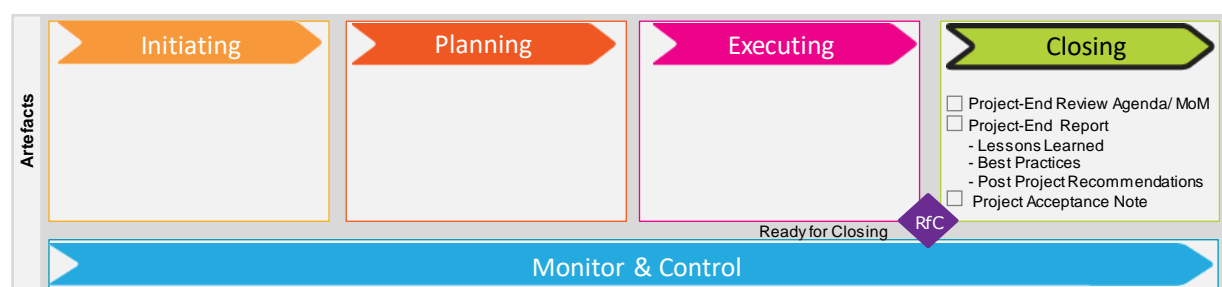 Artefacts
Initiating
Planning
Executing
Closing
Project-End Review Agenda/ MoM
Project-End Report
- Lessons Learned
- Best Practices
- Post Project Recommendations
Project Acceptance Note
Ready for Closing
RfC
Monitor & Control